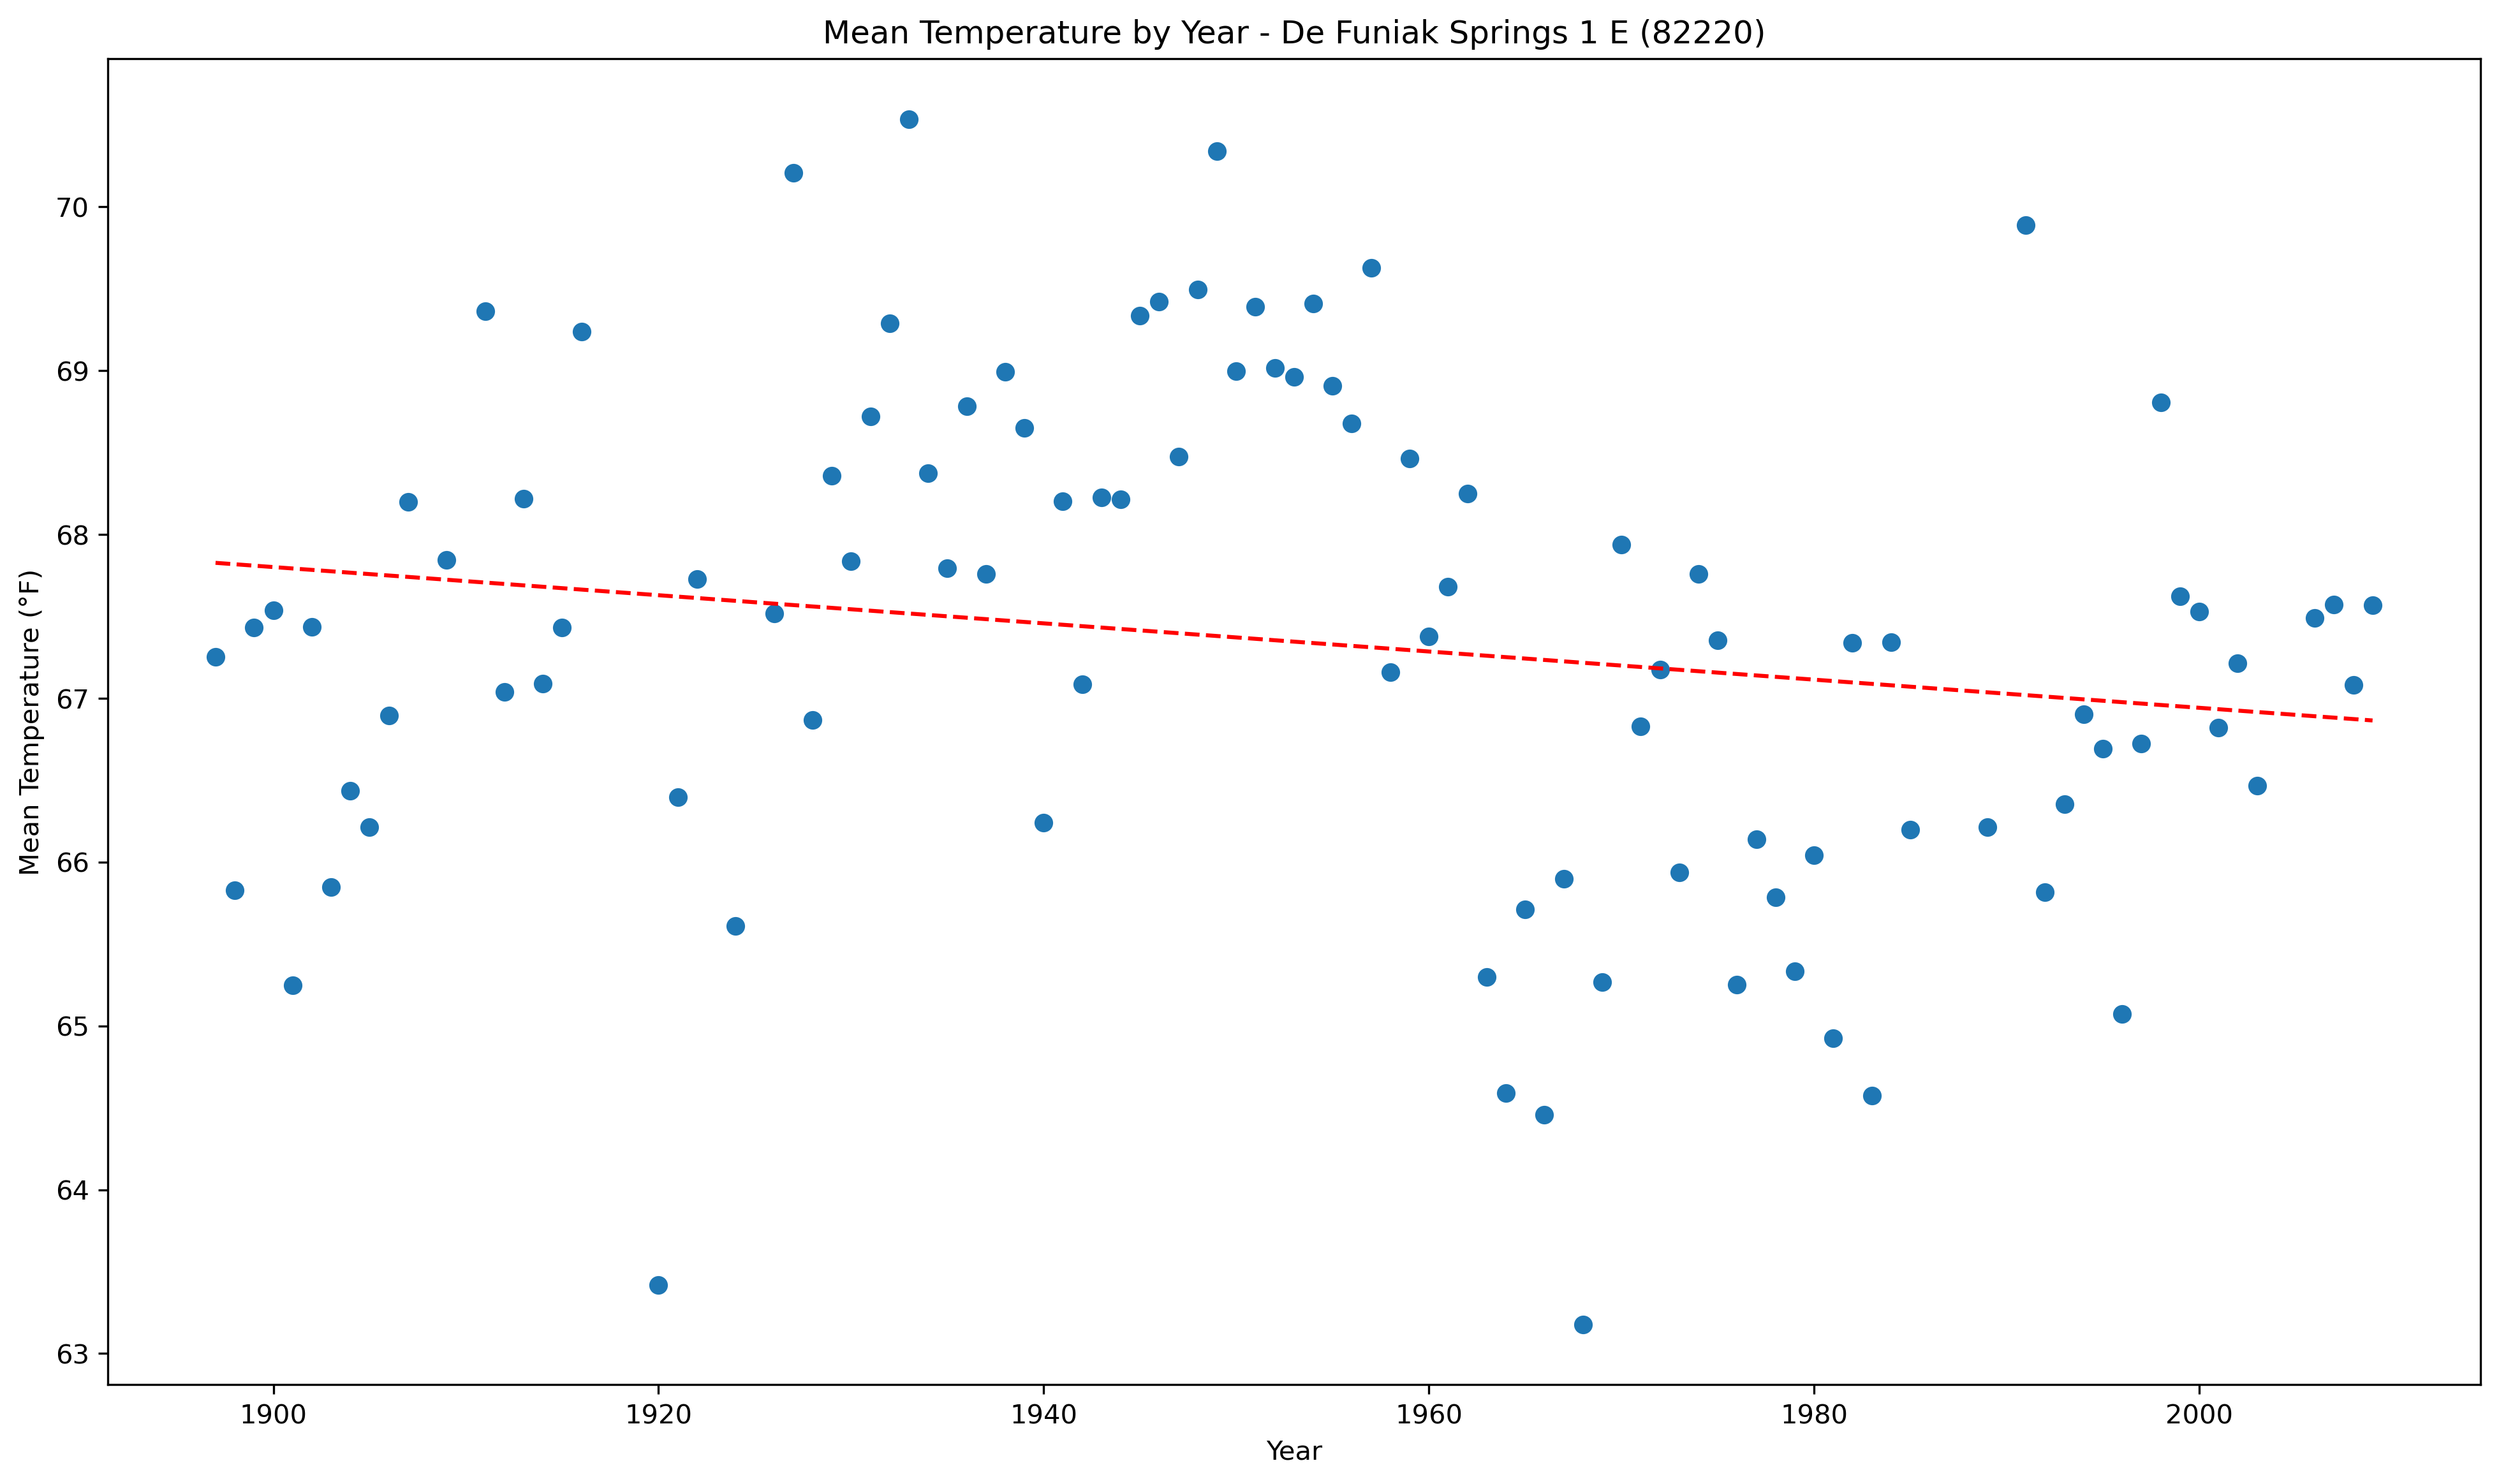 Mean Temperature by Year - De Funiak Springs 1 E (82220)
Mean Temperature (°F)
70
69
68
67
66
65
64
63
1900 1920 1940 1960 1980 2000
Year